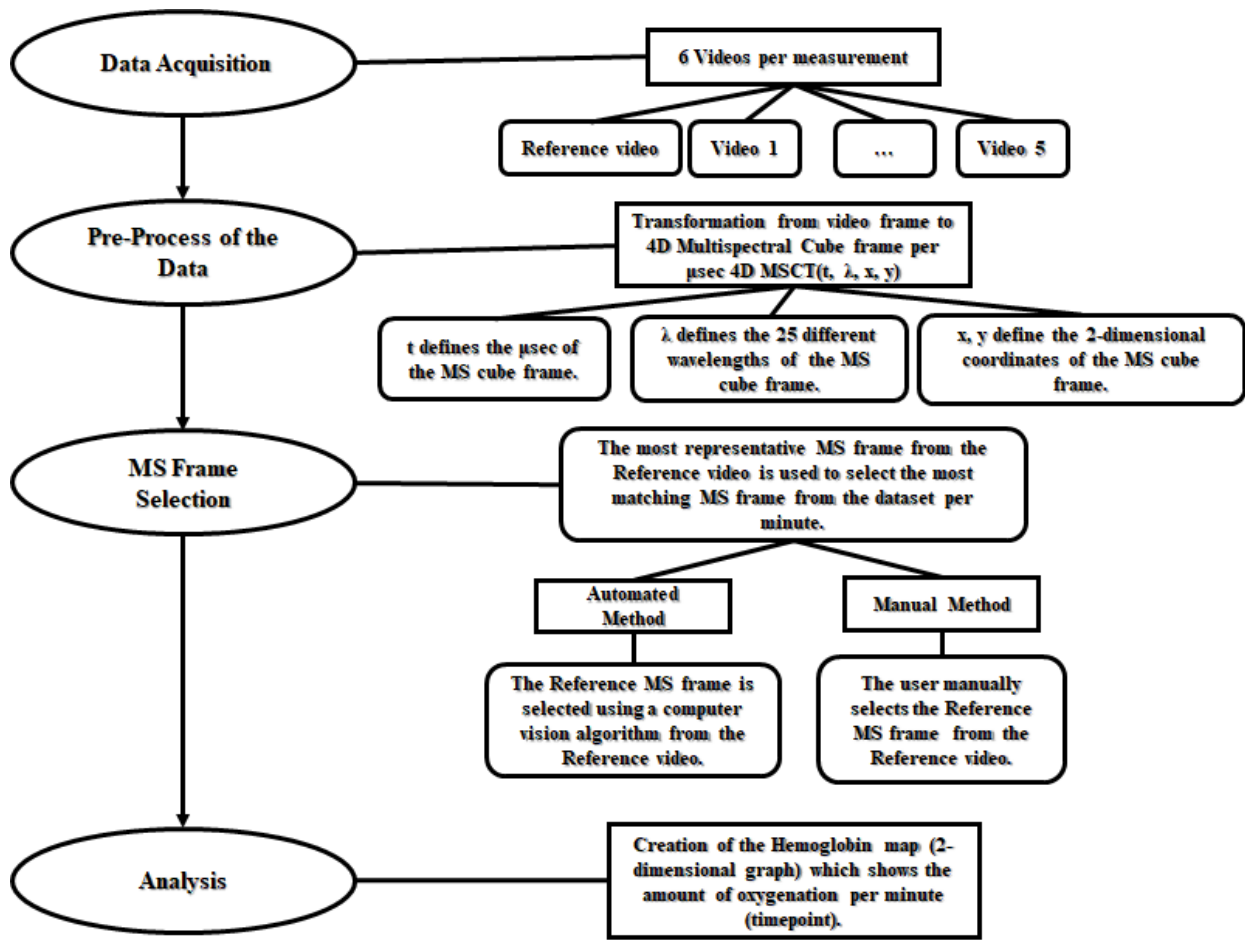 Data Acquisition
6 Videos per measurement
Reference video
Video 1
...
Video 5
Pre-Process of the
Data
Transformation from video frame to
4D Multispectral Cube frame per
μsec 4D MSCT(t, λ, x, y)
t defines the μsec of
the MS cube frame.
λ defines the 25 different
wavelengths of the MS
cube frame.
x, y define the 2-dimensional
coordinates of the MS cube
frame.
MS Frame
Selection
The most representative MS frame from the
Reference video is used to select the most
matching MS frame from the dataset per
minute.
Automated
Method
Manual Method
The Reference MS frame is
selected using a computer
vision algorithm from the
Reference video.
The user manually
selects the Reference
MS frame from the
Reference video.
Analysis
Creation of the Hemoglobin map (2-
dimensional graph) which shows the
amount of oxygenation per minute
(timepoint).